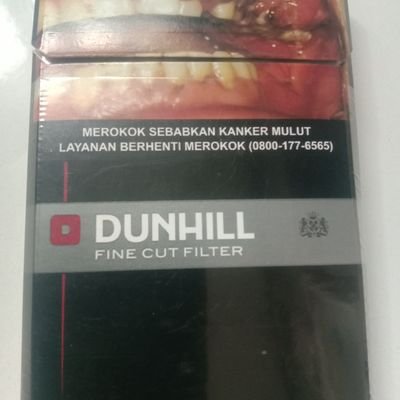 MEROKOK SEBABKAN KANKER MULUT
LAYANAN BERHENTI MEROKOK (0800-177-6565)
DUNHILL
FINE CUT FILTER